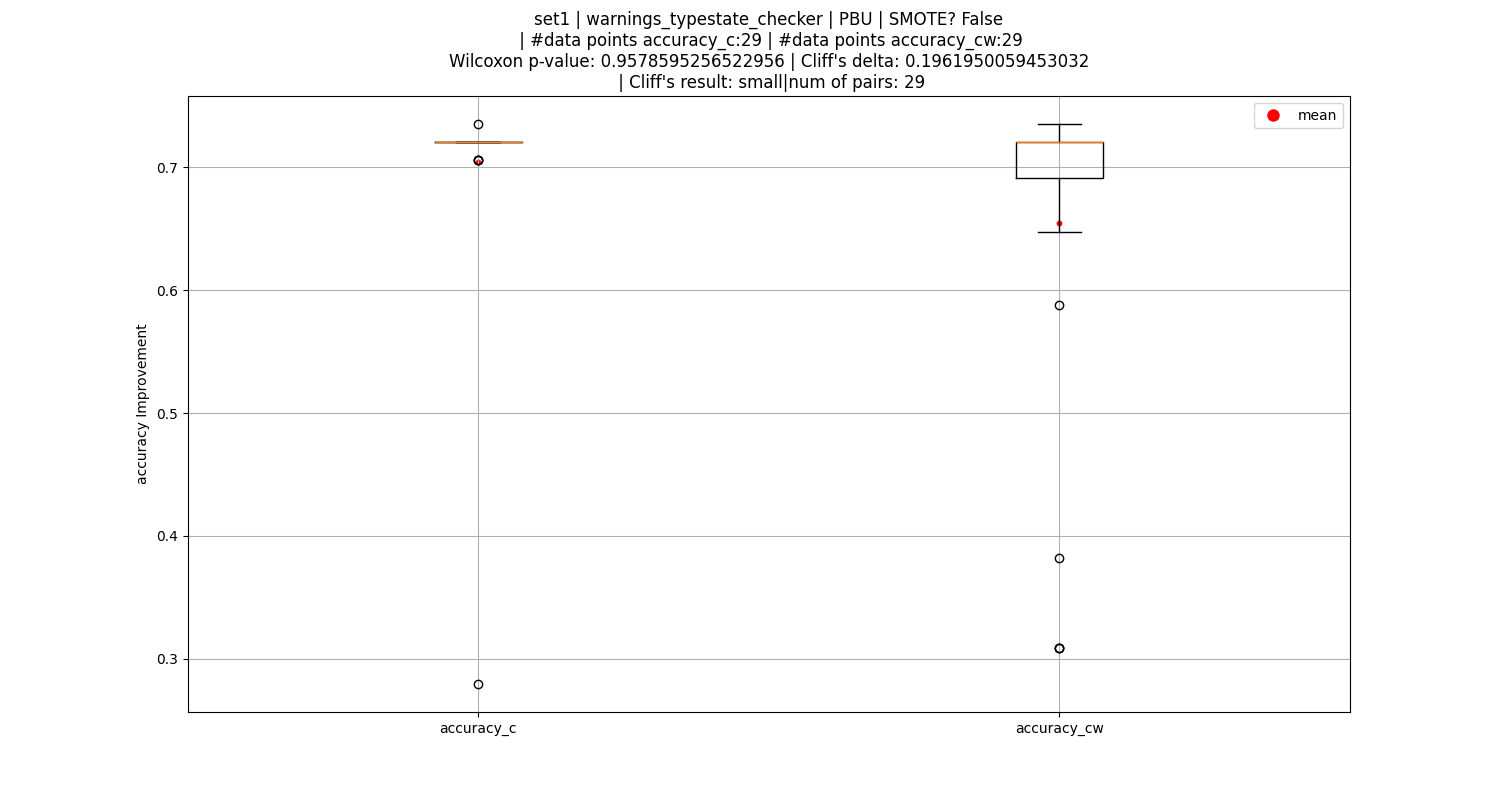 set1 | warnings_typestate_checker | PBU | SMOTE? False
| #data points accuracy_c:29 | #data points accuracy_cw:29
Wilcoxon p-value: 0.9578595256522956 | Cliff's delta: 0.1961950059453032
| Cliff's result: small|num of pairs: 29
mean
0.7
0.6
0.5
0.4
0.3
accuracy Improvement
accuracy_c
accuracy_cw